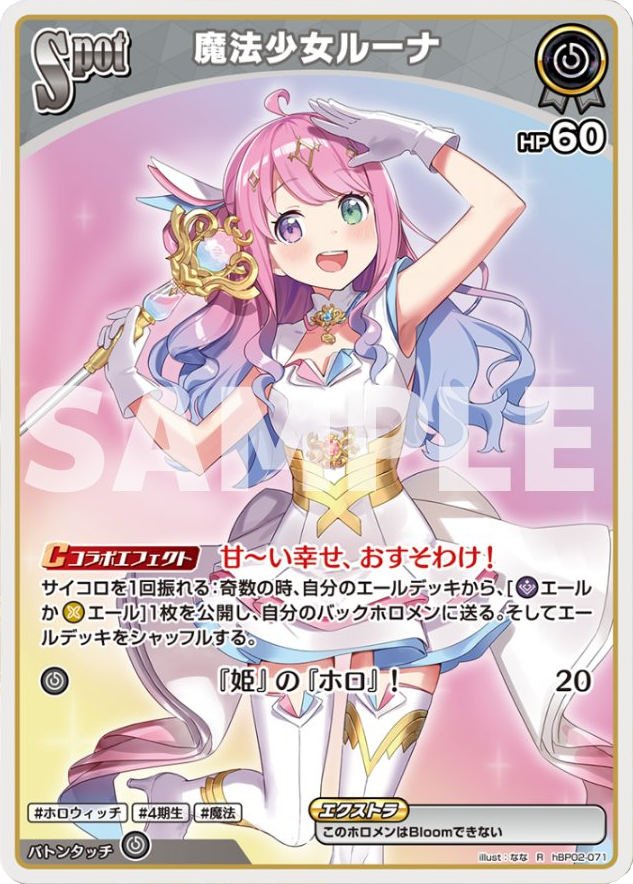 Spot
魔法少女ルーナ
HP60
SAMPLE
コラボエフェクト 甘〜い幸せ、おすそわけ!
サイコロを1回振れる:奇数の時、自分のエールデッキから、[エール
かエール]1枚を公開し、自分のバックホロメンに送る。そしてエー
ルデッキをシャッフルする。
『姫』の『ホロ』! 20
#ホロウィッチ #4期生 #魔法
エクストラ
このホロメンはBloomできない
バトンタッチ
illust:なな R hBP02-071